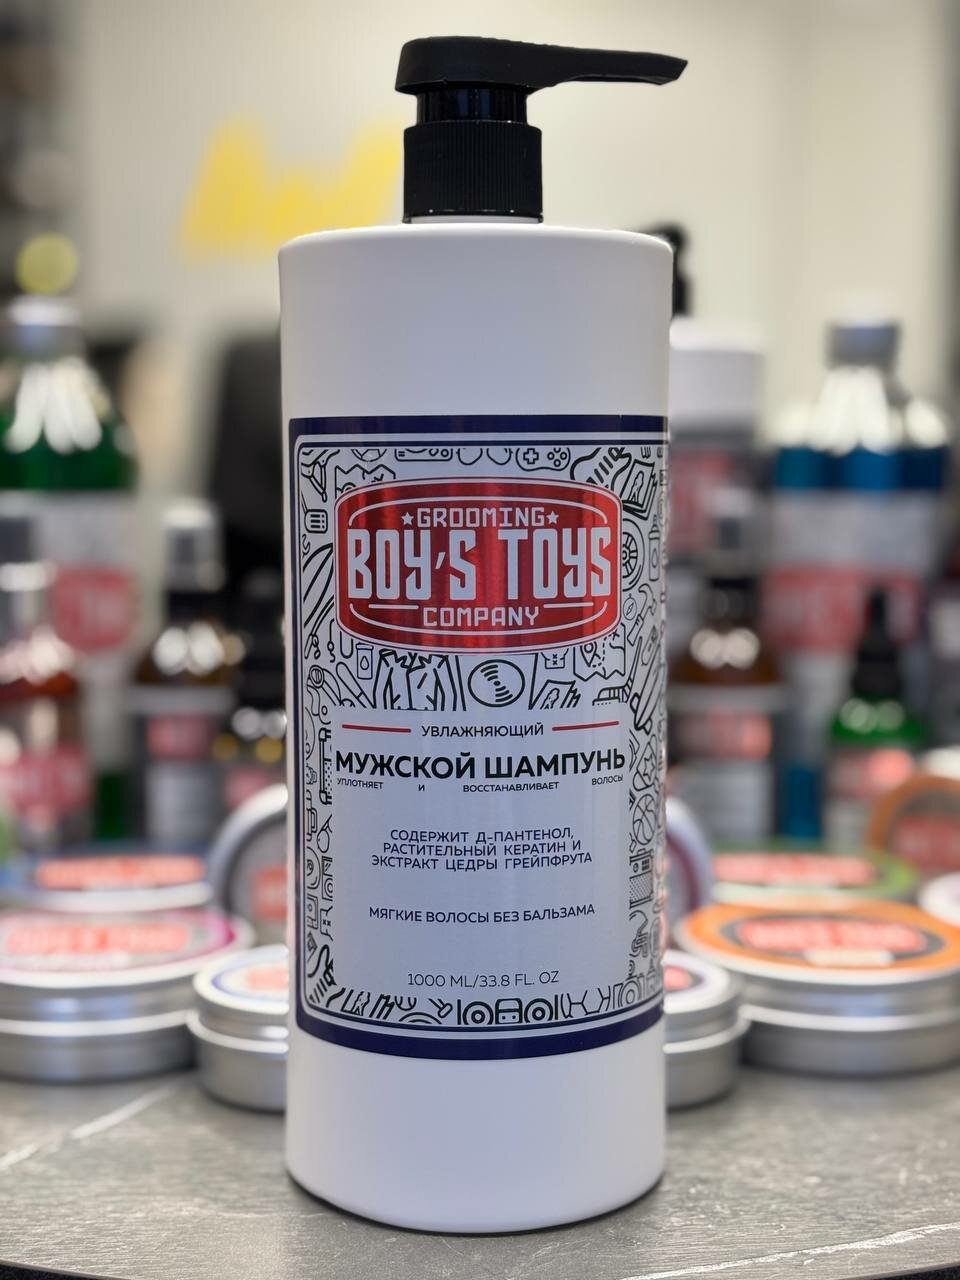 GROOMING
BOY'S TOYS
COMPANY
УВЛАЖНЯЮЩИЙ
МУЖСКОЙ ШАМПУНЬ
УПЛОТНЯЕТ И ВОССТАНАВЛИВАЕТ ВОЛОСЫ
СОДЕРЖИТ Д-ПАНТЕНОЛ,
РАСТИТЕЛЬНЫЙ КЕРАТИН И
ЭКСТРАКТ ЦЕДРЫ ГРЕЙПФРУТА
МЯГКИЕ ВОЛОСЫ БЕЗ БАЛЬЗАМА
1000 ML/33.8 FL. OZ